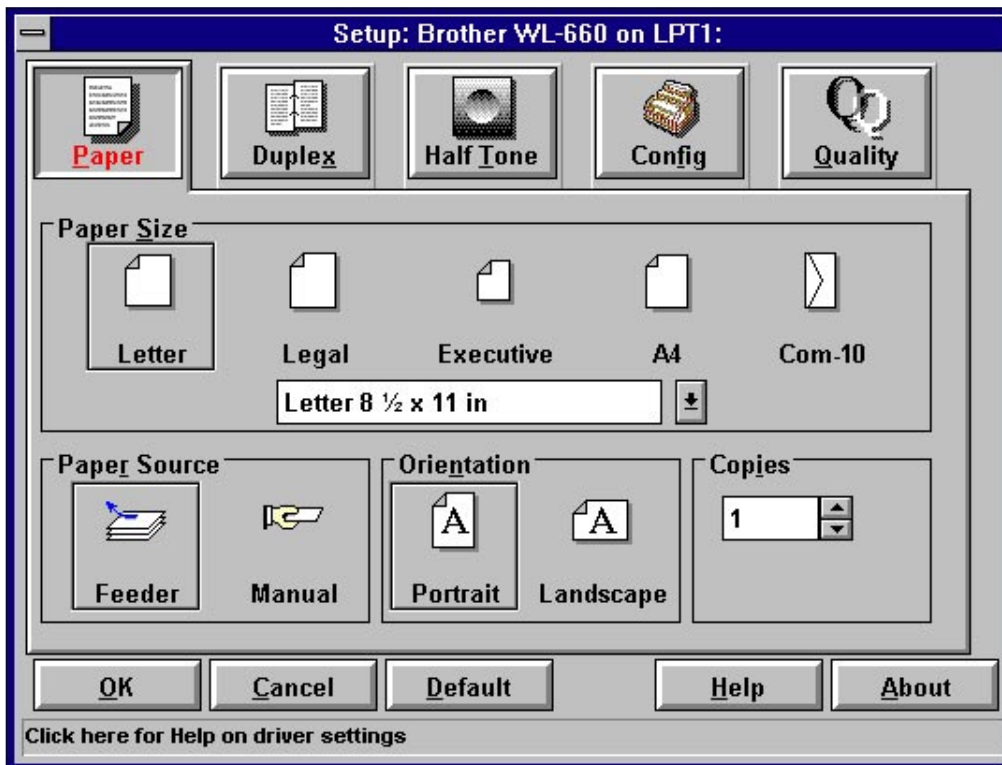 Setup: Brother WL-660 on LPT1:
Paper Duplex Half Tone Config Quality
Paper Size
Letter Legal Executive A4 Com-10
Letter 8 ½ x 11 in
Paper Source Orientation Copies
A A 1
Feeder Manual Portrait Landscape
OK Cancel Default Help About
Click here for Help on driver settings